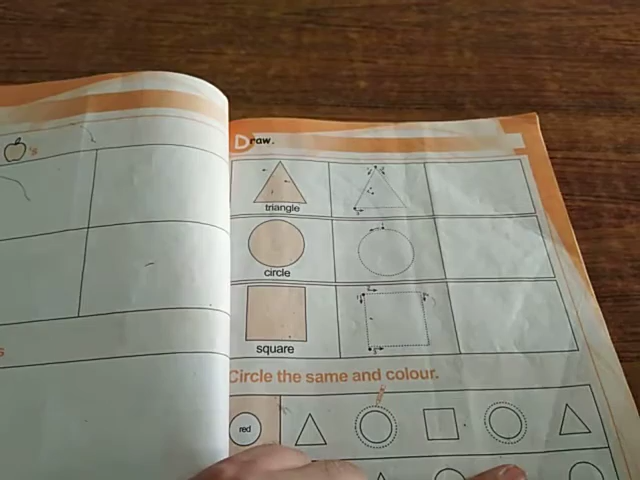 's
Draw.
triangle
circle
square
Circle the same and colour.
red